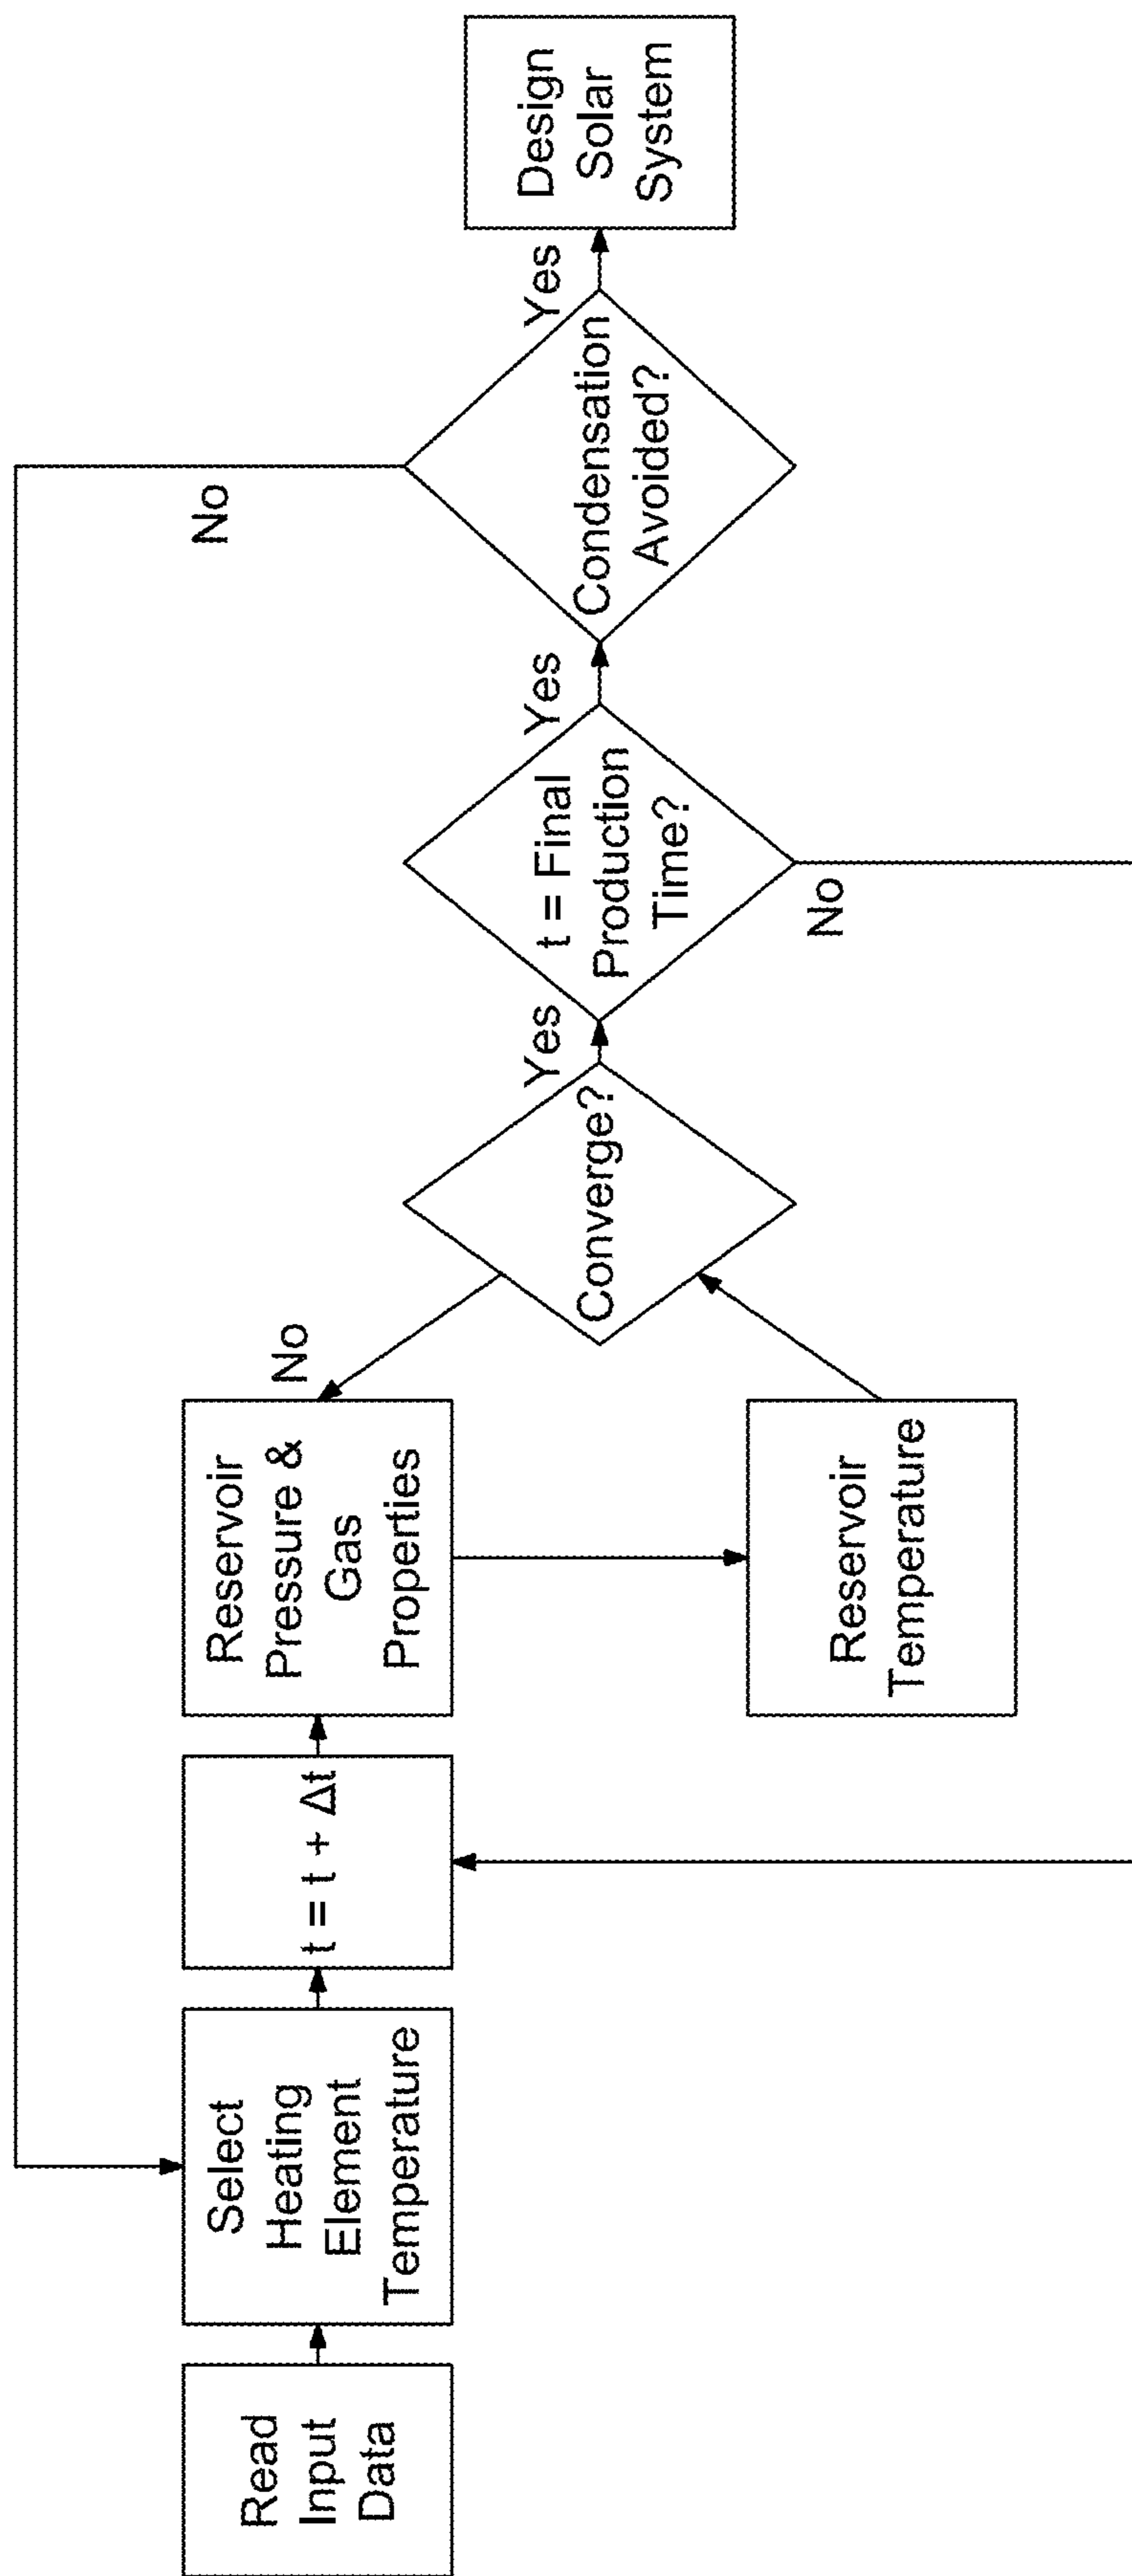 Read
Input
Data
Select
Heating
Element
Temperature
t = t + Δt
Reservoir
Pressure &
Gas
Properties
Reservoir
Temperature
No
Converge?
Yes
t = Final
Production
Time?
No
Yes
Condensation
Avoided?
No
Yes
Design
Solar
System